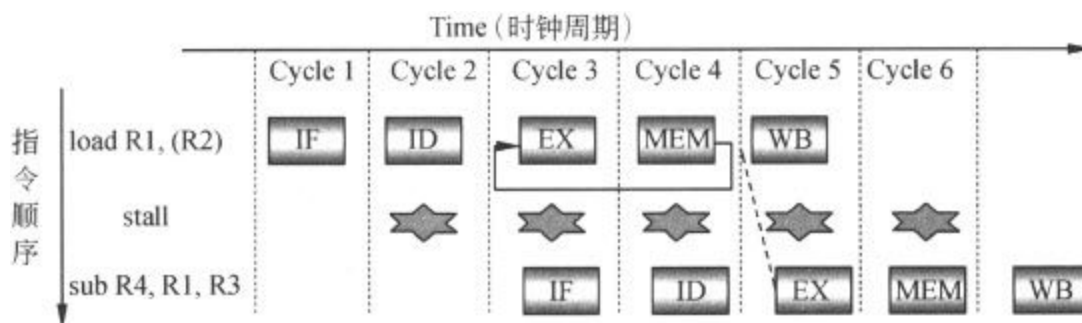 Time (时钟周期)
Cycle 1 Cycle 2 Cycle 3 Cycle 4 Cycle 5 Cycle 6
指令顺序
load R1, (R2) IF ID EX MEM WB
stall
sub R4, R1, R3 IF ID EX MEM WB